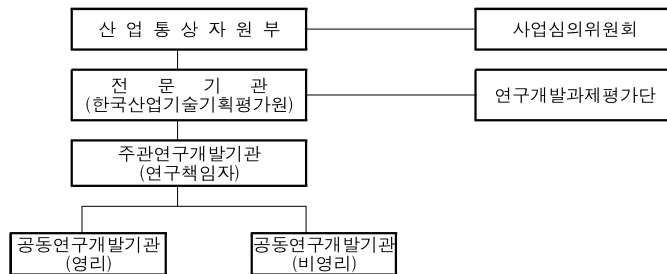 산 업 통 상 자 원 부
사업심의위원회
전 문 기 관
(한국산업기술기획평가원)
연구개발과제평가단
주관연구개발기관
(연구책임자)
공동연구개발기관
(영리)
공동연구개발기관
(비영리)